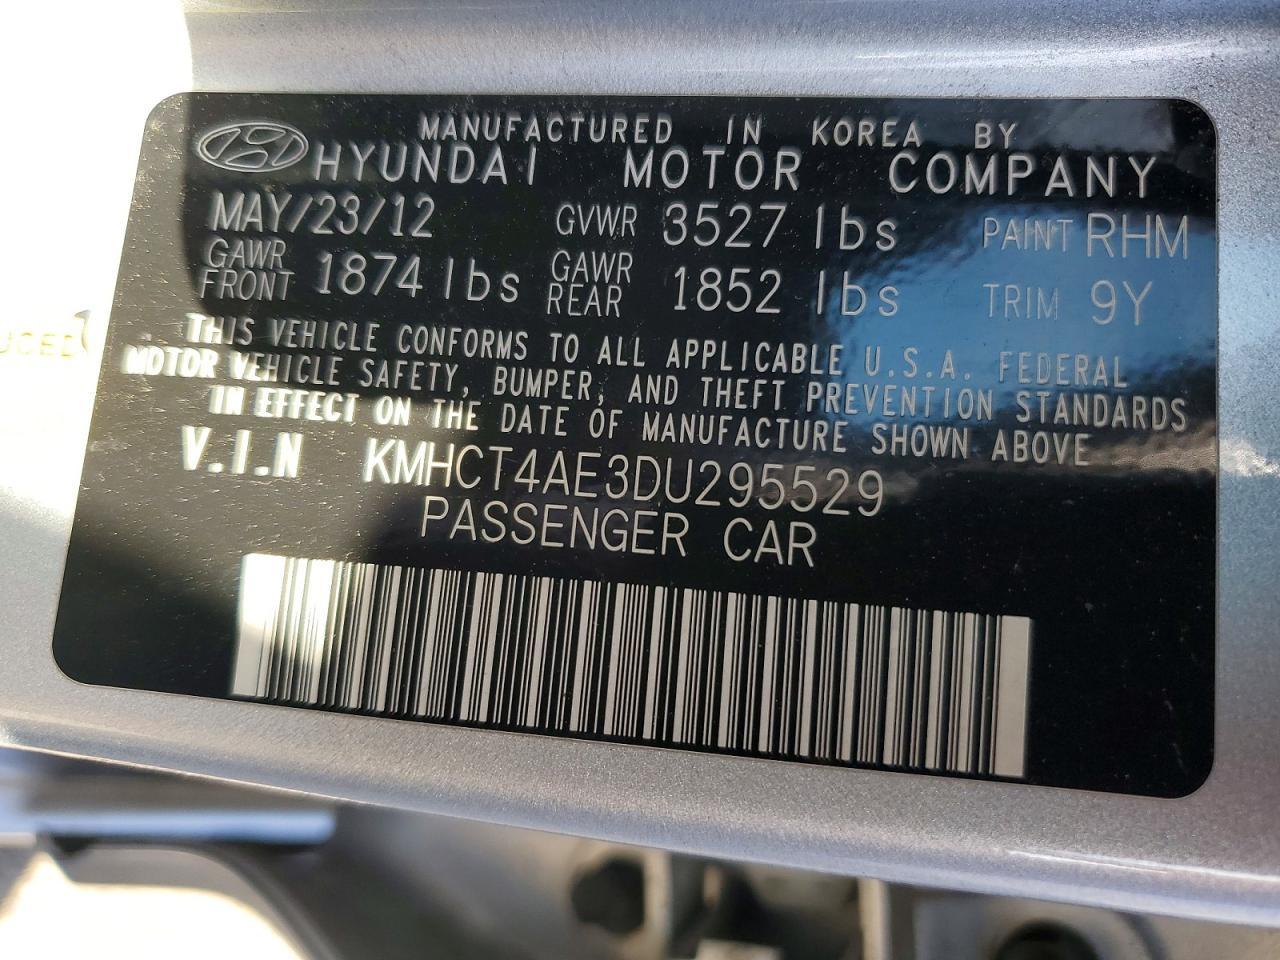 MANUFACTURED IN KOREA BY
HYUNDAI MOTOR COMPANY
MAY/23/12 GVWR 3527 lbs PAINT RHM
GAWR FRONT 1874 lbs GAWR REAR 1852 lbs TRIM 9Y
THIS VEHICLE CONFORMS TO ALL APPLICABLE U.S.A. FEDERAL
MOTOR VEHICLE SAFETY, BUMPER, AND THEFT PREVENTION STANDARDS
IN EFFECT ON THE DATE OF MANUFACTURE SHOWN ABOVE
V.I.N KMHCT4AE3DU295529
PASSENGER CAR